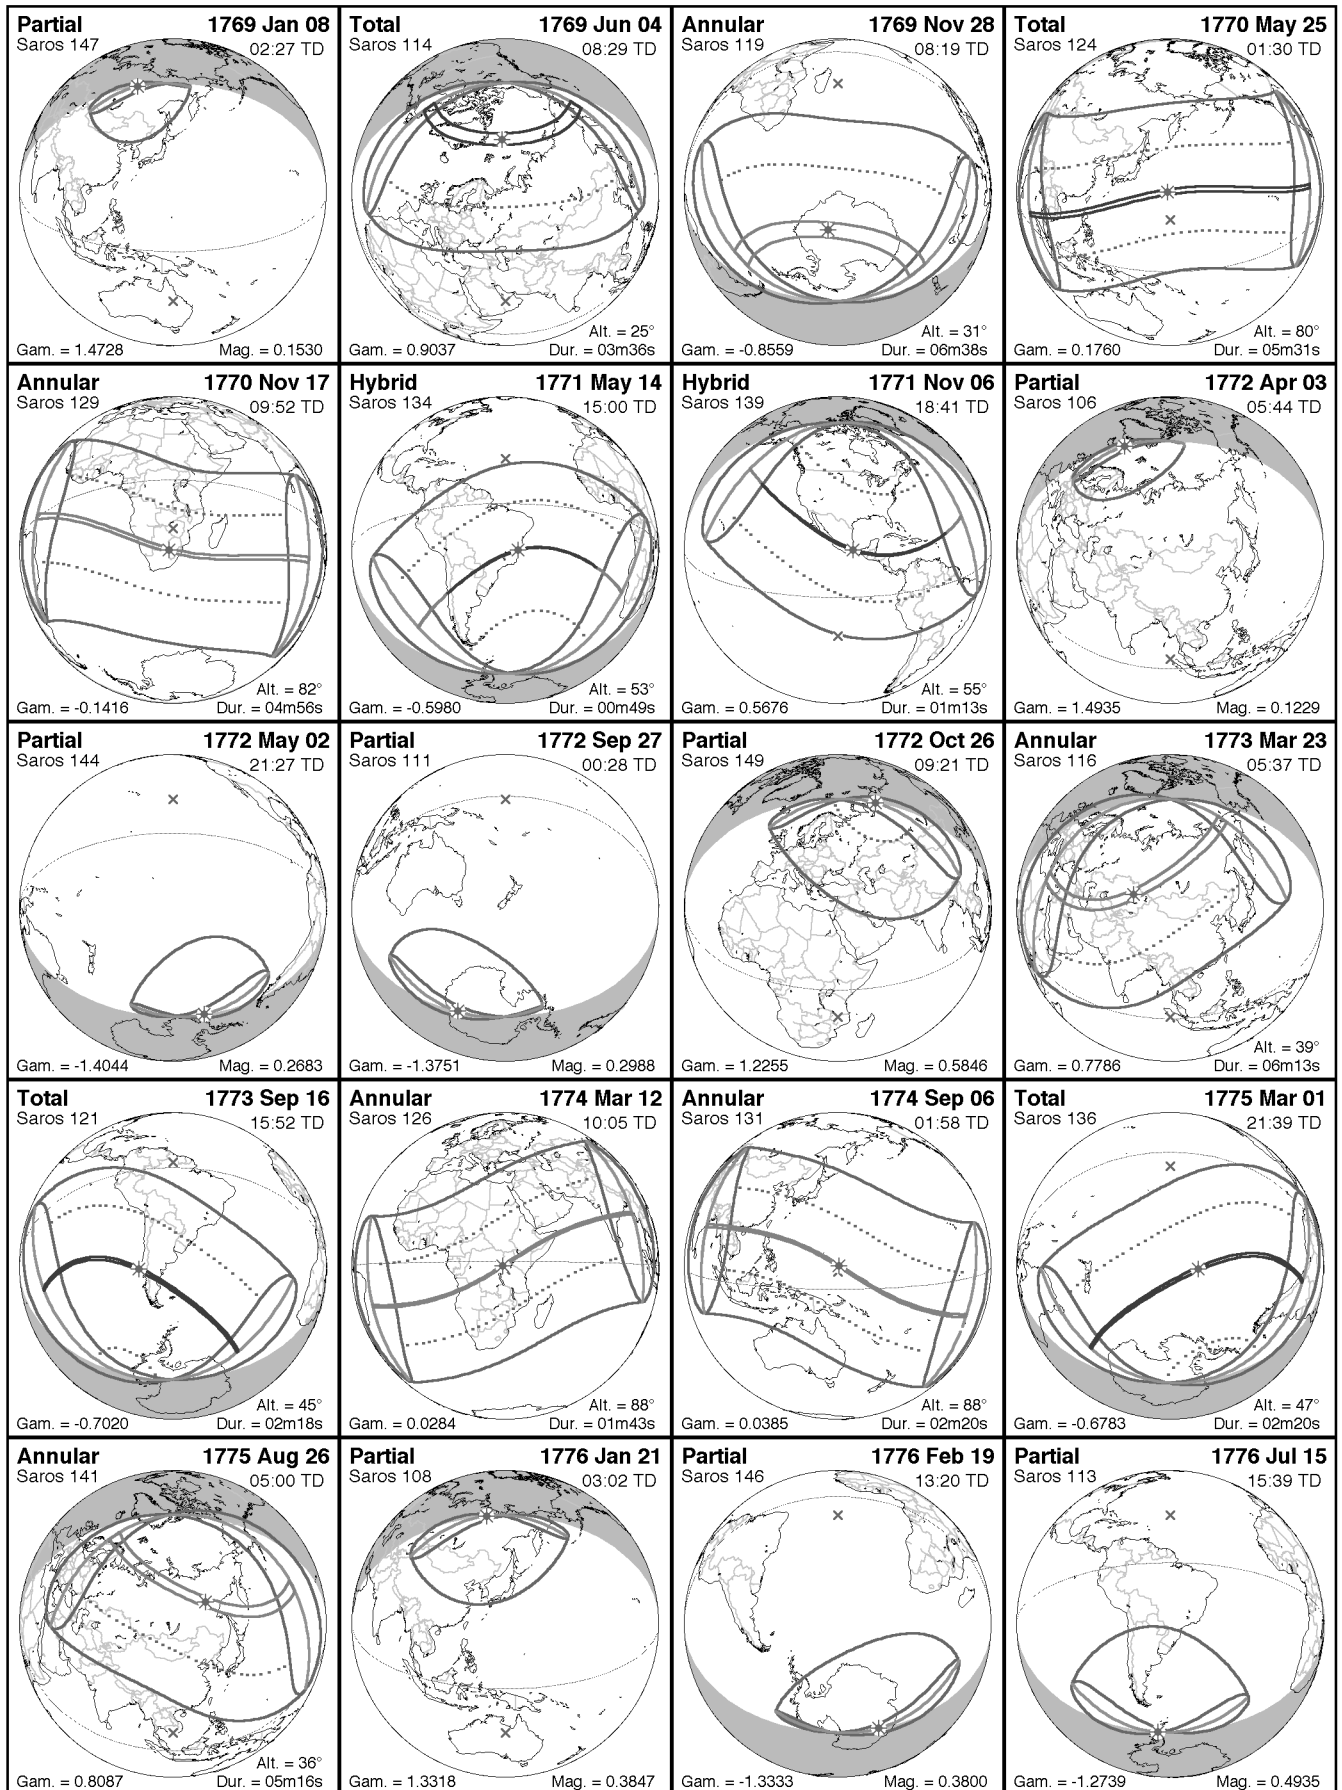 Partial 1769 Jan 08
Saros 147 02:27 TD
Gam. = 1.4728 Mag. = 0.1530
Total 1769 Jun 04
Saros 114 08:29 TD
Alt. = 25°
Gam. = 0.9037 Dur. = 03m36s
Annular 1769 Nov 28
Saros 119 08:19 TD
Alt. = 31°
Gam. = -0.8559 Dur. = 06m38s
Total 1770 May 25
Saros 124 01:30 TD
Alt. = 80°
Gam. = 0.1760 Dur. = 05m31s
Annular 1770 Nov 17
Saros 129 09:52 TD
Alt. = 82°
Gam. = -0.1416 Dur. = 04m56s
Hybrid 1771 May 14
Saros 134 15:00 TD
Alt. = 53°
Gam. = -0.5980 Dur. = 00m49s
Hybrid 1771 Nov 06
Saros 139 18:41 TD
Alt. = 55°
Gam. = 0.5676 Dur. = 01m13s
Partial 1772 Apr 03
Saros 106 05:44 TD
Gam. = 1.4935 Mag. = 0.1229
Partial 1772 May 02
Saros 144 21:27 TD
Gam. = -1.4044 Mag. = 0.2683
Partial 1772 Sep 27
Saros 111 00:28 TD
Gam. = -1.3751 Mag. = 0.2988
Partial 1772 Oct 26
Saros 149 09:21 TD
Gam. = 1.2255 Mag. = 0.5846
Annular 1773 Mar 23
Saros 116 05:37 TD
Alt. = 39°
Gam. = 0.7786 Dur. = 06m13s
Total 1773 Sep 16
Saros 121 15:52 TD
Alt. = 45°
Gam. = -0.7020 Dur. = 02m18s
Annular 1774 Mar 12
Saros 126 10:05 TD
Alt. = 88°
Gam. = 0.0284 Dur. = 01m43s
Annular 1774 Sep 06
Saros 131 01:58 TD
Alt. = 88°
Gam. = 0.0385 Dur. = 02m20s
Total 1775 Mar 01
Saros 136 21:39 TD
Alt. = 47°
Gam. = -0.6783 Dur. = 02m20s
Annular 1775 Aug 26
Saros 141 05:00 TD
Alt. = 36°
Gam. = 0.8087 Dur. = 05m16s
Partial 1776 Jan 21
Saros 108 03:02 TD
Gam. = 1.3318 Mag. = 0.3847
Partial 1776 Feb 19
Saros 146 13:20 TD
Gam. = -1.3333 Mag. = 0.3800
Partial 1776 Jul 15
Saros 113 15:39 TD
Gam. = -1.2739 Mag. = 0.4935